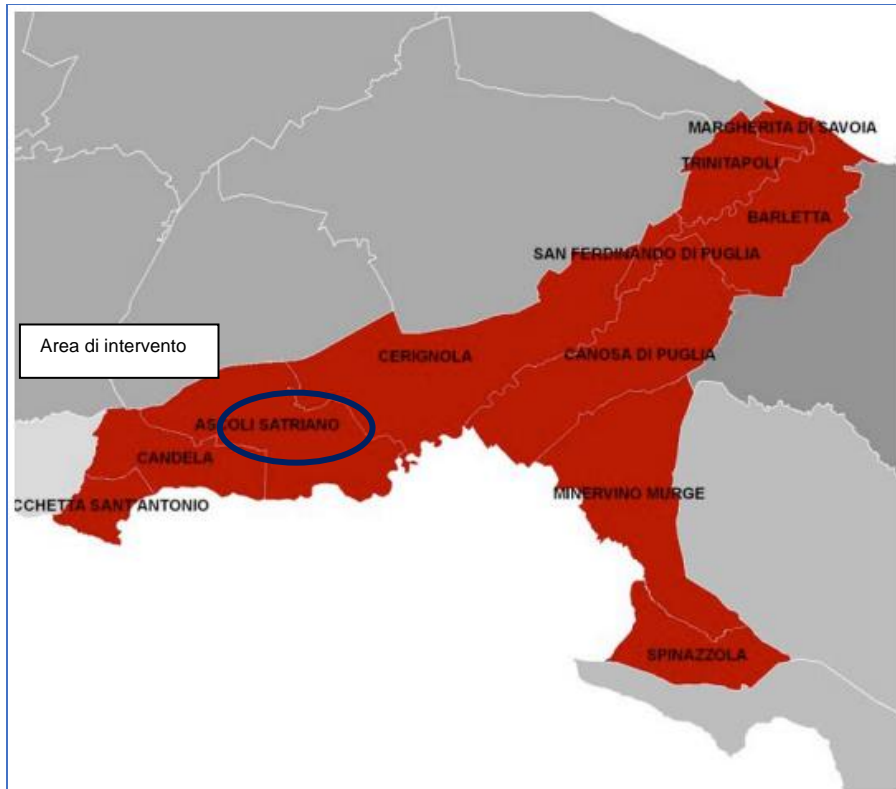 MARGHERITA DI SAVOIA
TRINITAPOLI
BARLETTA
SAN FERDINANDO DI PUGLIA
Area di intervento
CERIGNOLA
CANOSA DI PUGLIA
ASCOLI SATRIANO
CANDELA
MINERVINO MURGE
CCHETTA SANT'ANTONIO
SPINAZZOLA